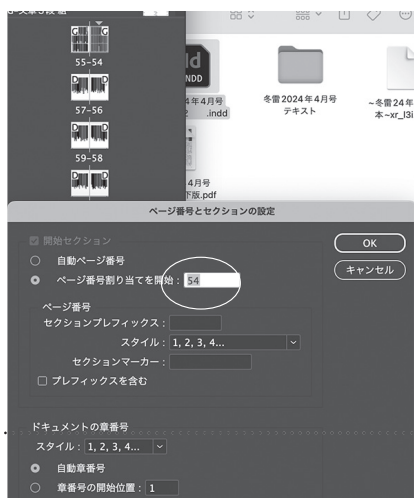 G G
55-54
D D
57-56
D D
59-58
D D
Id
INDD
4年4月号
2 .indd
冬雷2024年4月号
テキスト
~冬雷24年
本~xr_l3i
4月号
下版.pdf
ページ番号とセクションの設定
開始セクション
OK
自動ページ番号
キャンセル
ページ番号割り当てを開始：54
ページ番号
セクションプレフィックス：
スタイル：1, 2, 3, 4...
セクションマーカー：
プレフィックスを含む
ドキュメントの章番号
スタイル：1, 2, 3, 4...
自動章番号
章番号の開始位置：1